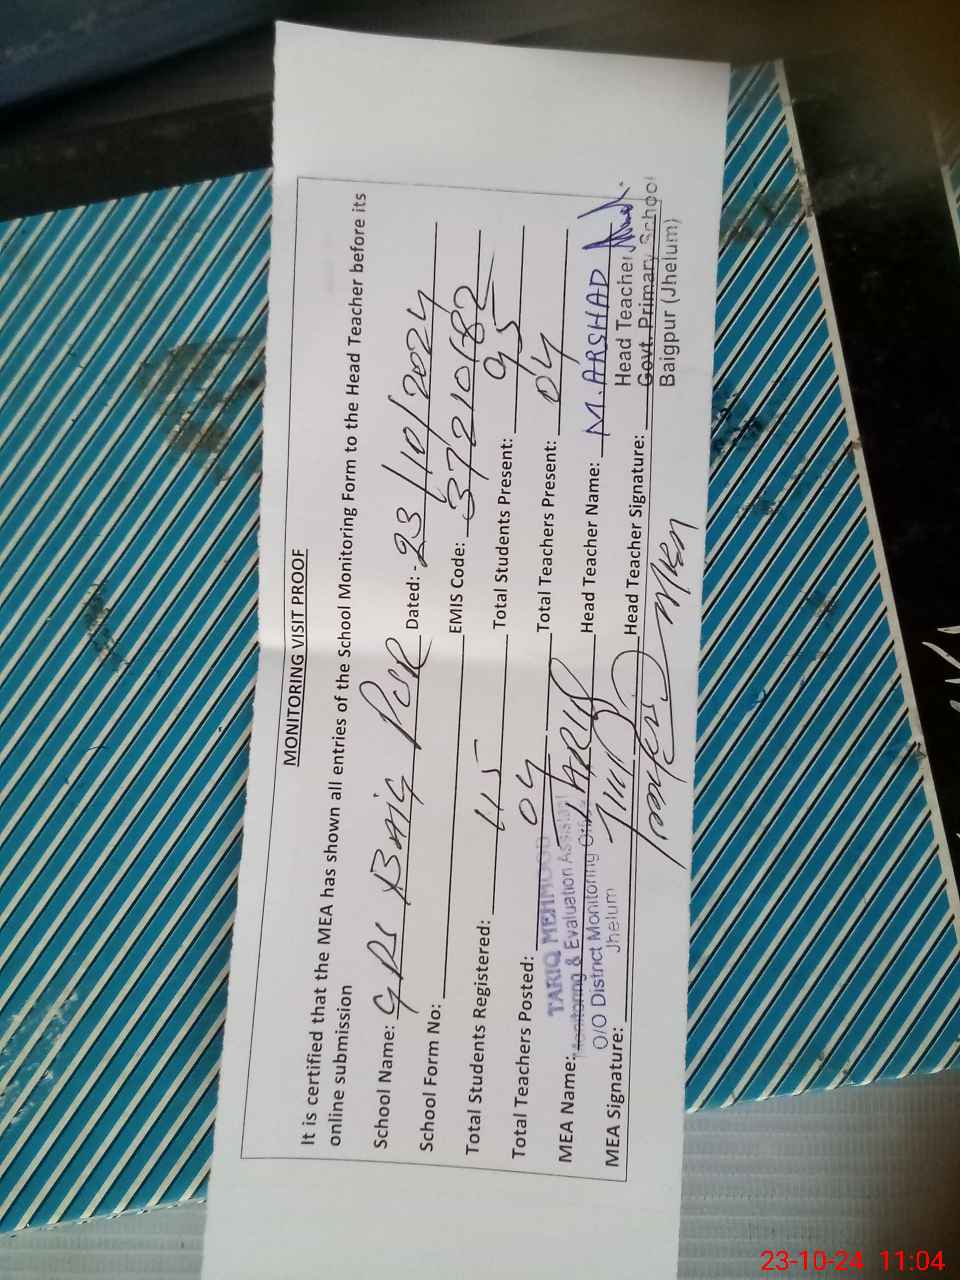 MONITORING VISIT PROOF
It is certified that the MEA has shown all entries of the School Monitoring Form to the Head Teacher before its
online submission
School Name: GPS BAIG PUR Dated: - 23/10/2024
School Form No: EMIS Code: 37210182
Total Students Registered: 115 Total Students Present: 95
Total Teachers Posted: 04 Total Teachers Present: 04
MEA Name: TARIQ Head Teacher Name: M. ARSHAD
TARIQ MEHMOOD
Monitoring & Evaluation Assistant
O/O District Monitoring Office
Jhelum
MEA Signature: Head Teacher Signature:
Head Teacher
Govt. Primary School
Baigpur (Jhelum)
23-10-24 11:04